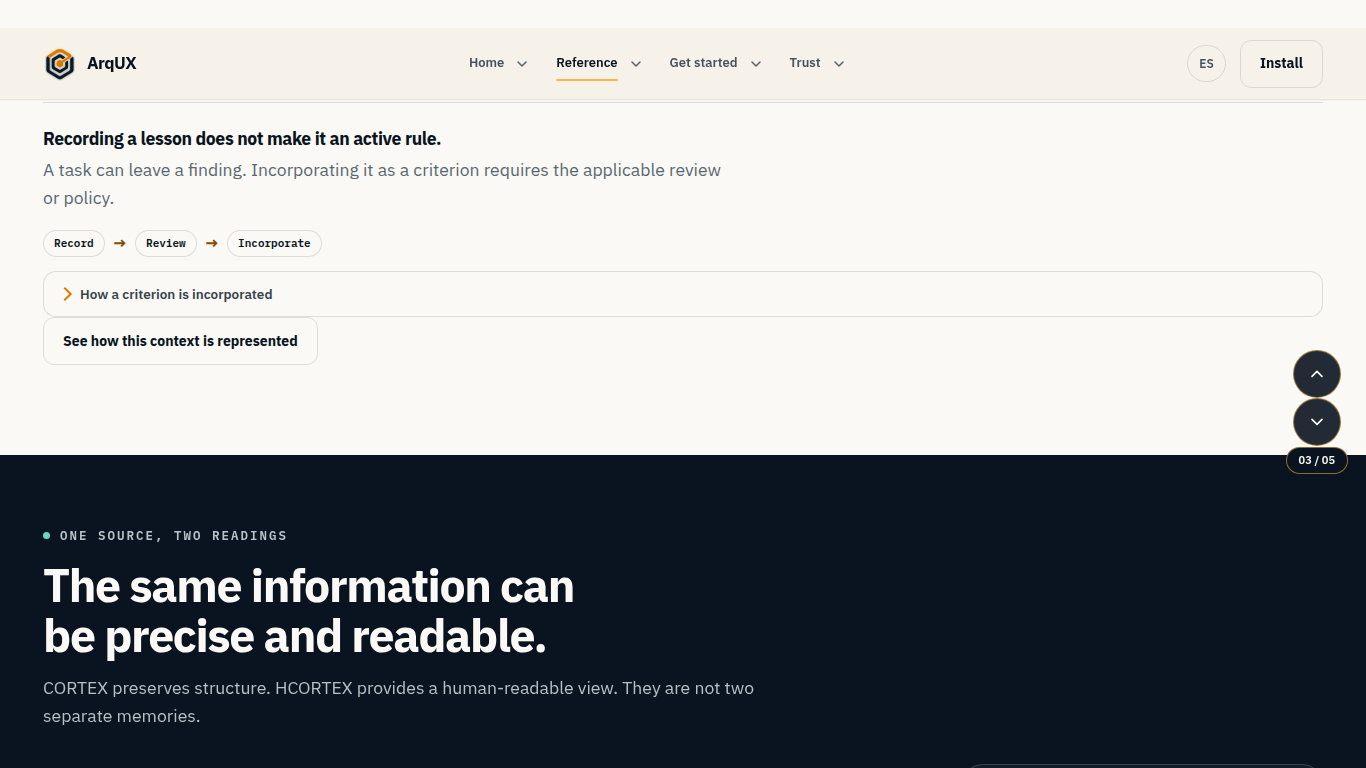 ArqUX
Home
Reference
Get started
Trust
ES
Install
Recording a lesson does not make it an active rule.
A task can leave a finding. Incorporating it as a criterion requires the applicable review
or policy.
Record → Review → Incorporate
How a criterion is incorporated
See how this context is represented
03 / 05
ONE SOURCE, TWO READINGS
The same information can
be precise and readable.
CORTEX preserves structure. HCORTEX provides a human-readable view. They are not two
separate memories.